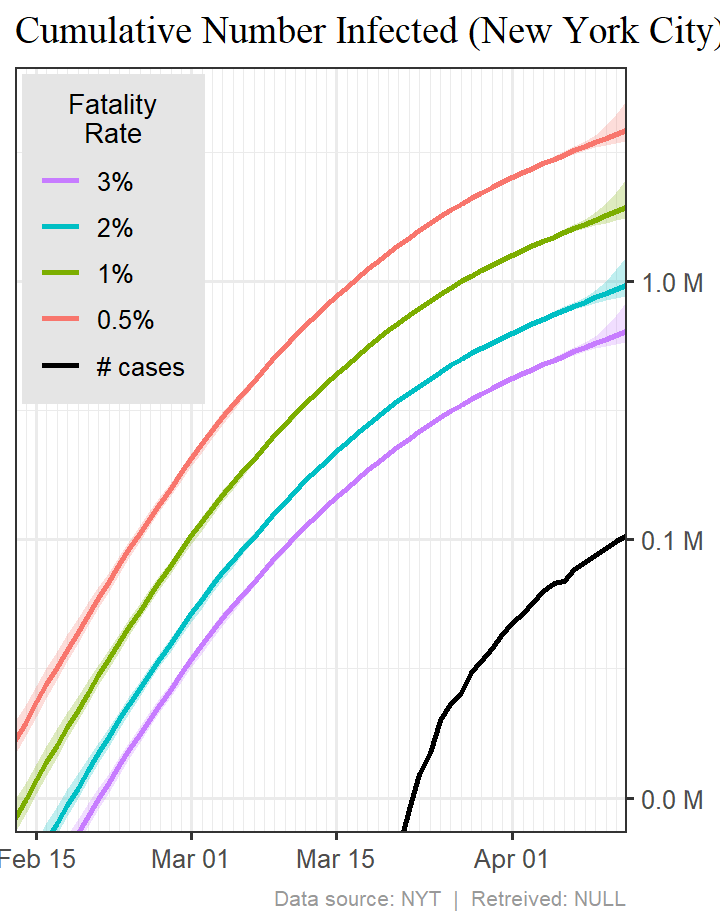 Cumulative Number Infected (New York City)
Fatality
Rate
3%
2%
1%
0.5%
# cases
1.0 M
0.1 M
0.0 M
Feb 15
Mar 01
Mar 15
Apr 01
Data source: NYT | Retreived: NULL